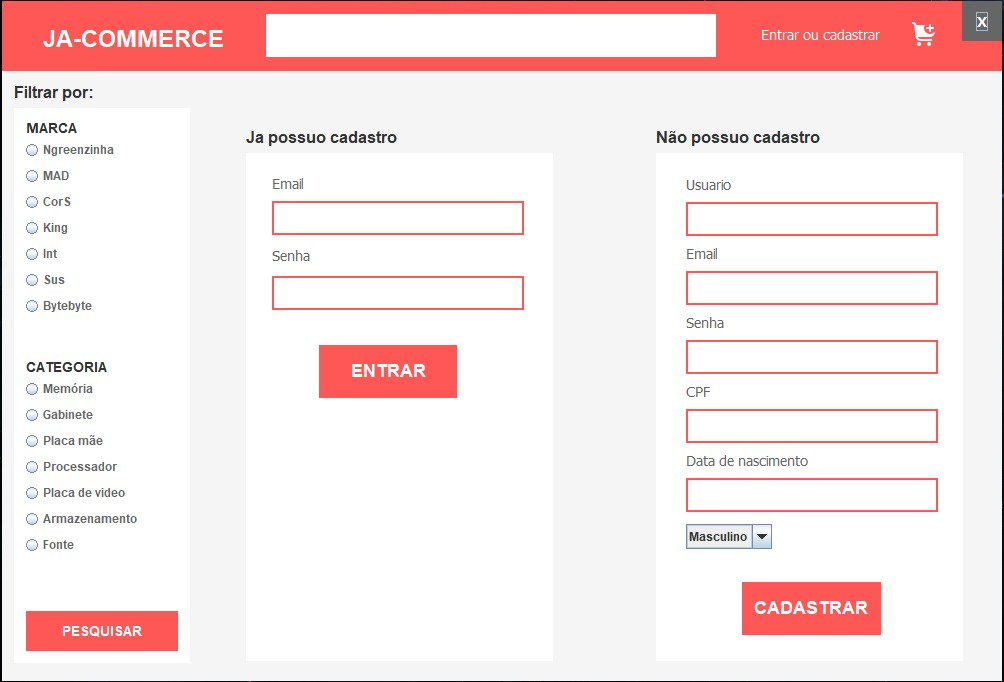 JA-COMMERCE
Entrar ou cadastrar
X
Filtrar por:
MARCA
Ngreenzinha
MAD
CorS
King
Int
Sus
Bytebyte
CATEGORIA
Memória
Gabinete
Placa mãe
Processador
Placa de video
Armazenamento
Fonte
PESQUISAR
Ja possuo cadastro
Email
Senha
ENTRAR
Não possuo cadastro
Usuario
Email
Senha
CPF
Data de nascimento
Masculino
CADASTRAR